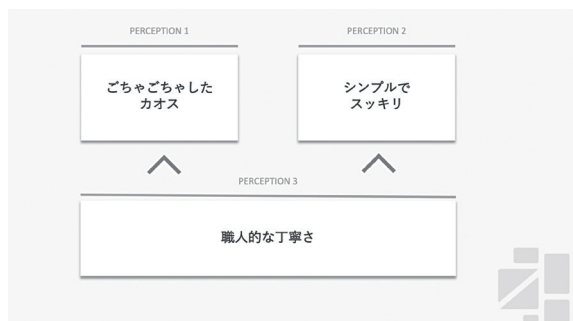 PERCEPTION 1
PERCEPTION 2
ごちゃごちゃした
カオス
シンプルで
スッキリ
PERCEPTION 3
職人的な丁寧さ